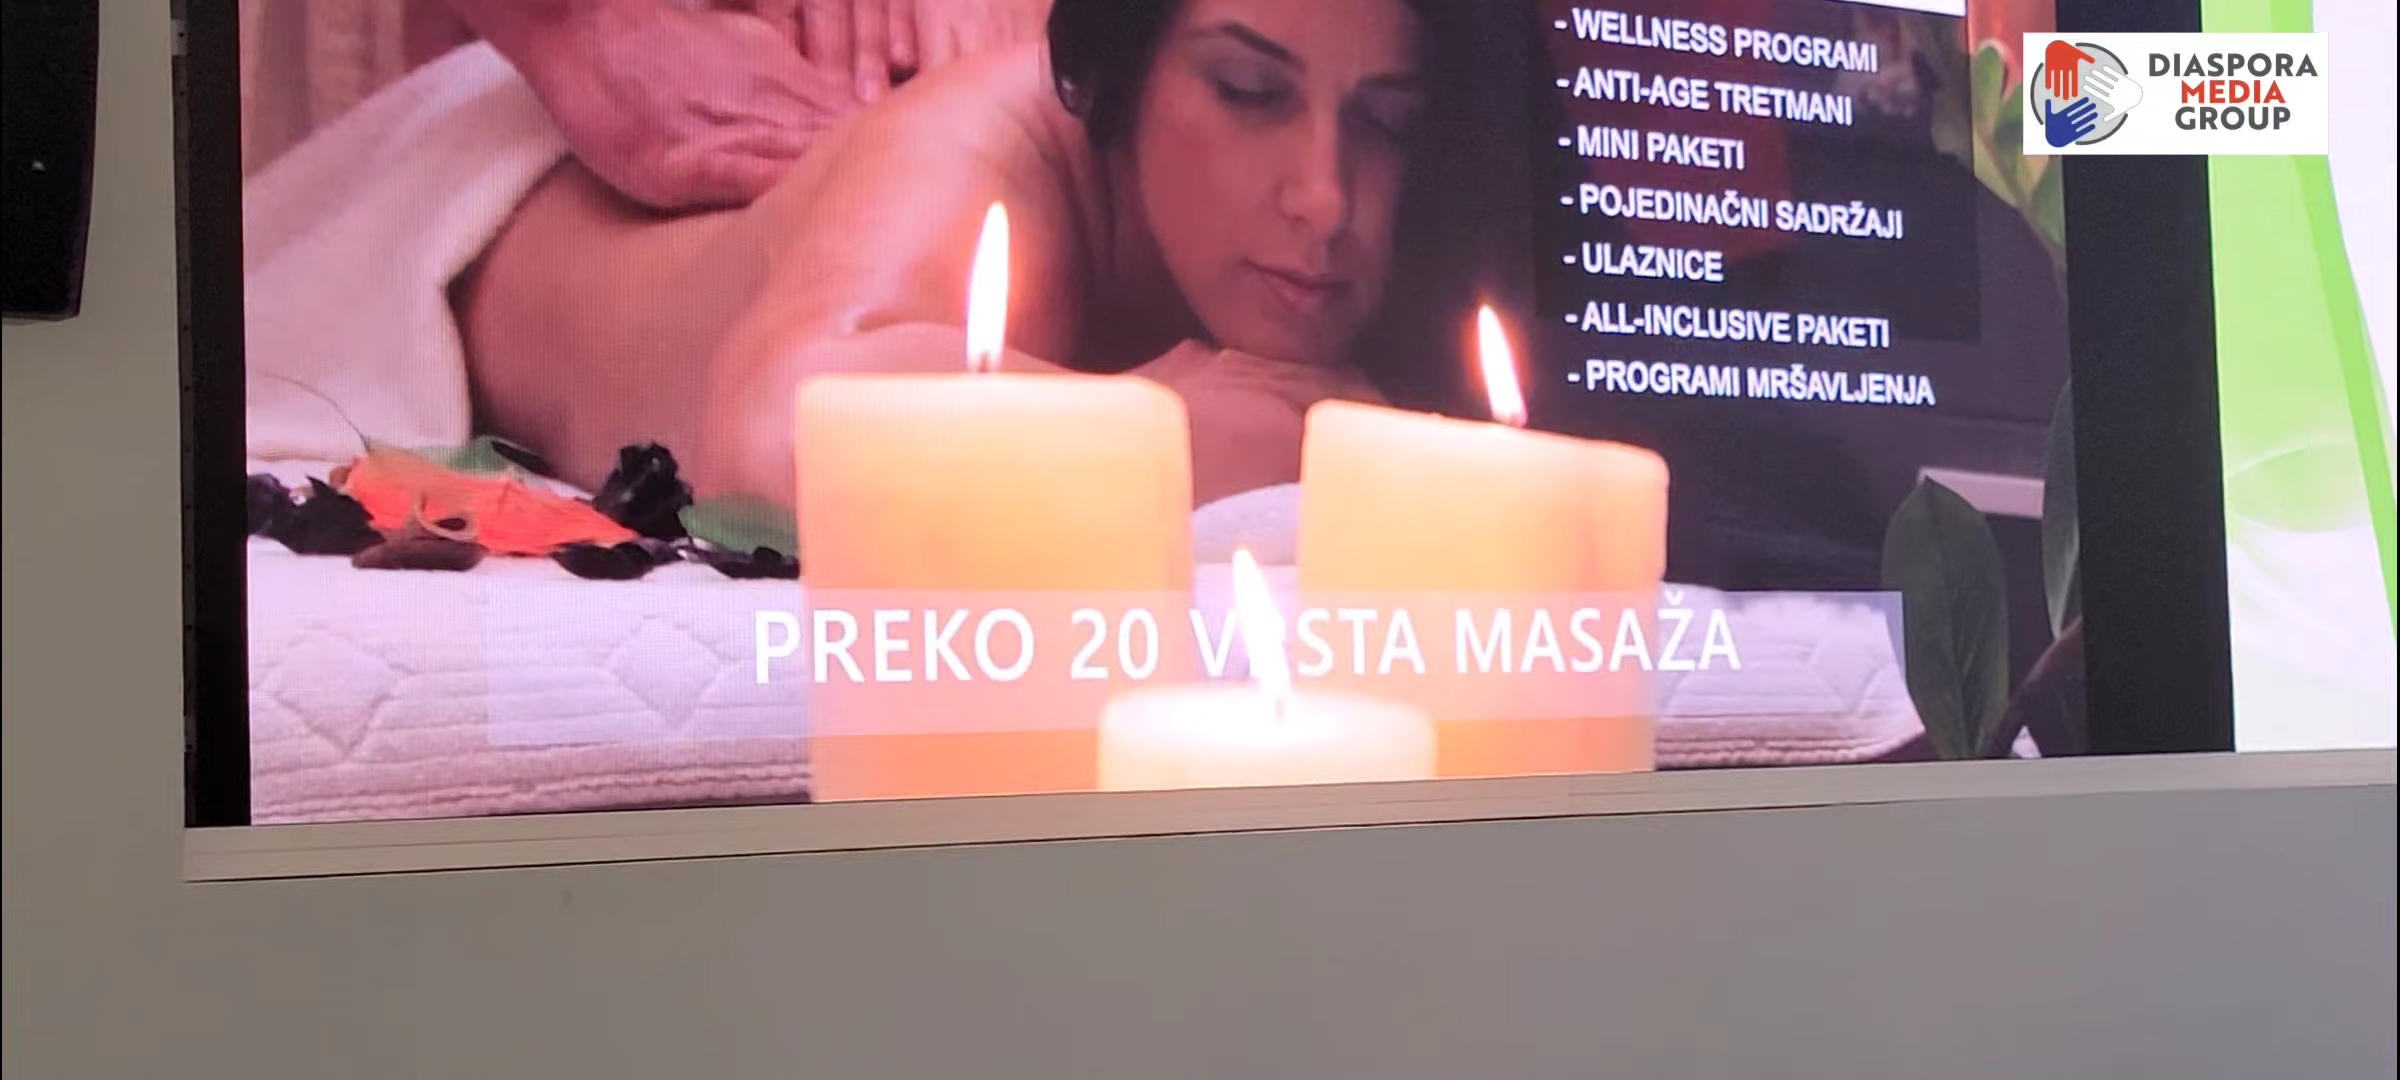 - WELLNESS PROGRAMI
- ANTI-AGE TRETMANI
- MINI PAKETI
- POJEDINAČNI SADRŽAJI
- ULAZNICE
- ALL-INCLUSIVE PAKETI
- PROGRAMI MRŠAVLJENJA
DIASPORA
MEDIA
GROUP
PREKO 20 VRSTA MASAŽA